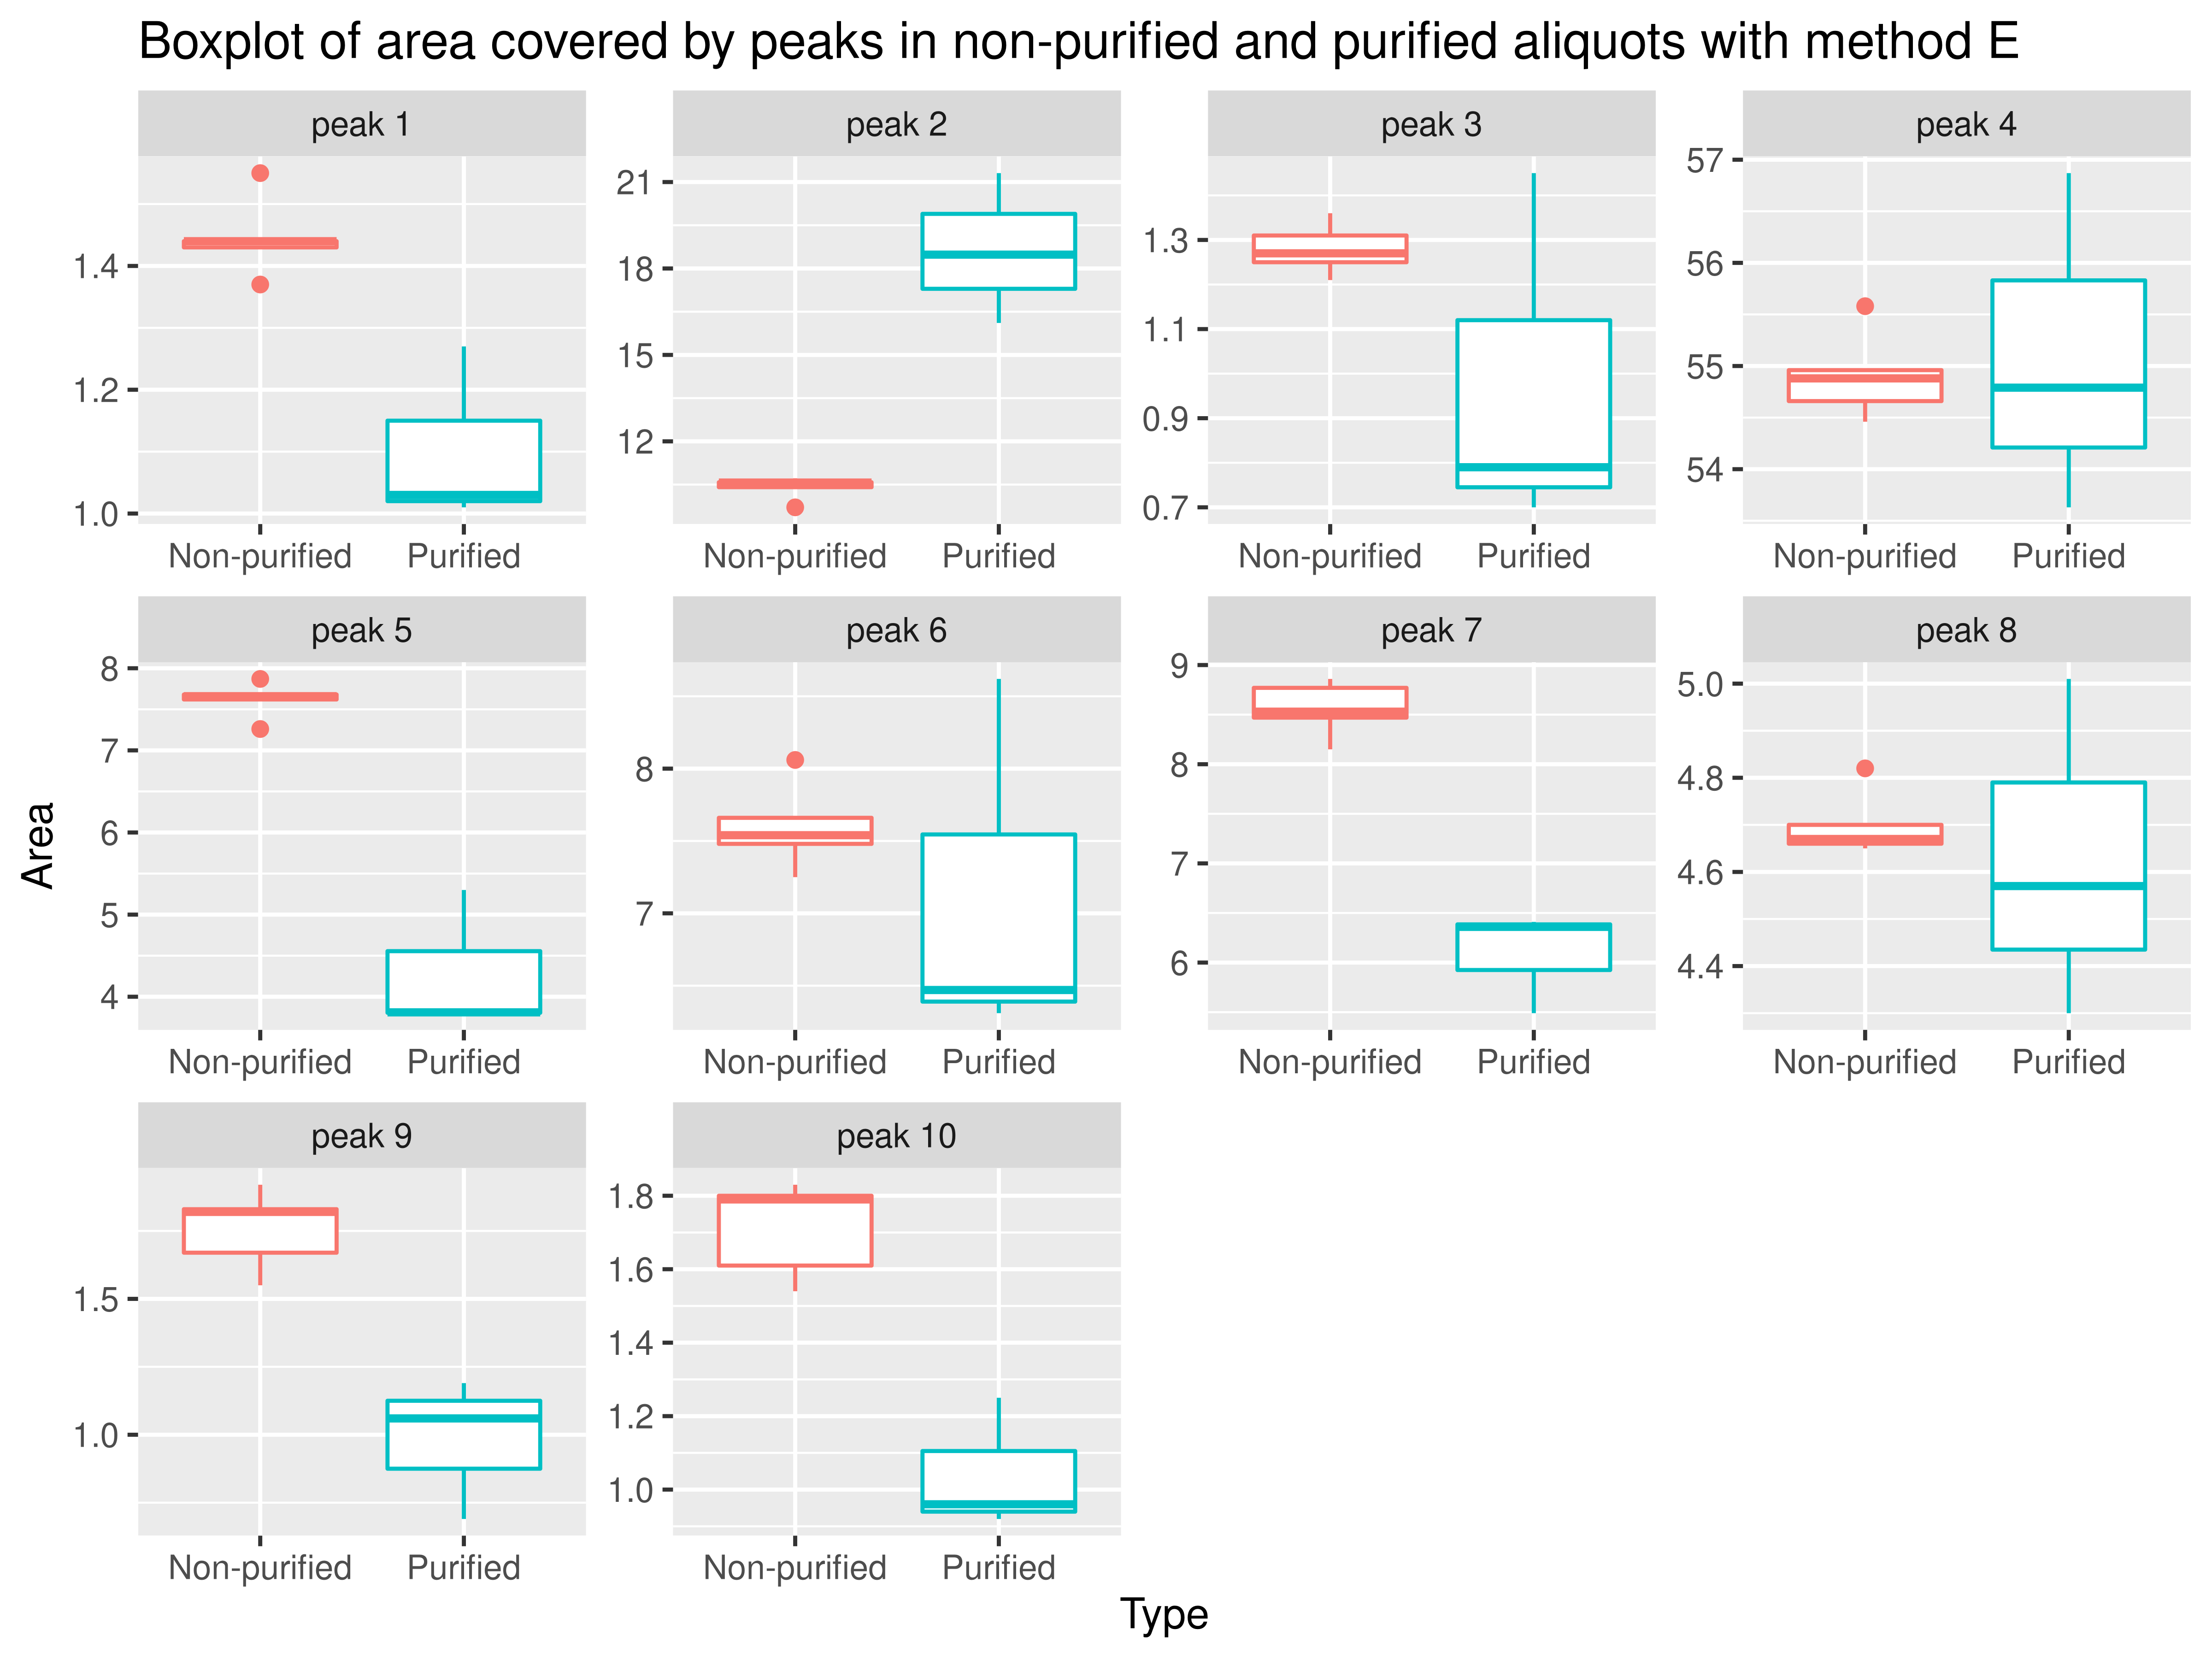 Boxplot of area covered by peaks in non-purified and purified aliquots with method E
peak 1
peak 2
peak 3
peak 4
1.4
1.2
1.0
21
18
15
12
1.3
1.1
0.9
0.7
57
56
55
54
Non-purified Purified
Non-purified Purified
Non-purified Purified
Non-purified Purified
peak 5
peak 6
peak 7
peak 8
8
7
6
5
4
8
7
9
8
7
6
5.0
4.8
4.6
4.4
Non-purified Purified
Non-purified Purified
Non-purified Purified
Non-purified Purified
peak 9
peak 10
1.5
1.0
1.8
1.6
1.4
1.2
1.0
Non-purified Purified
Non-purified Purified
Area
Type